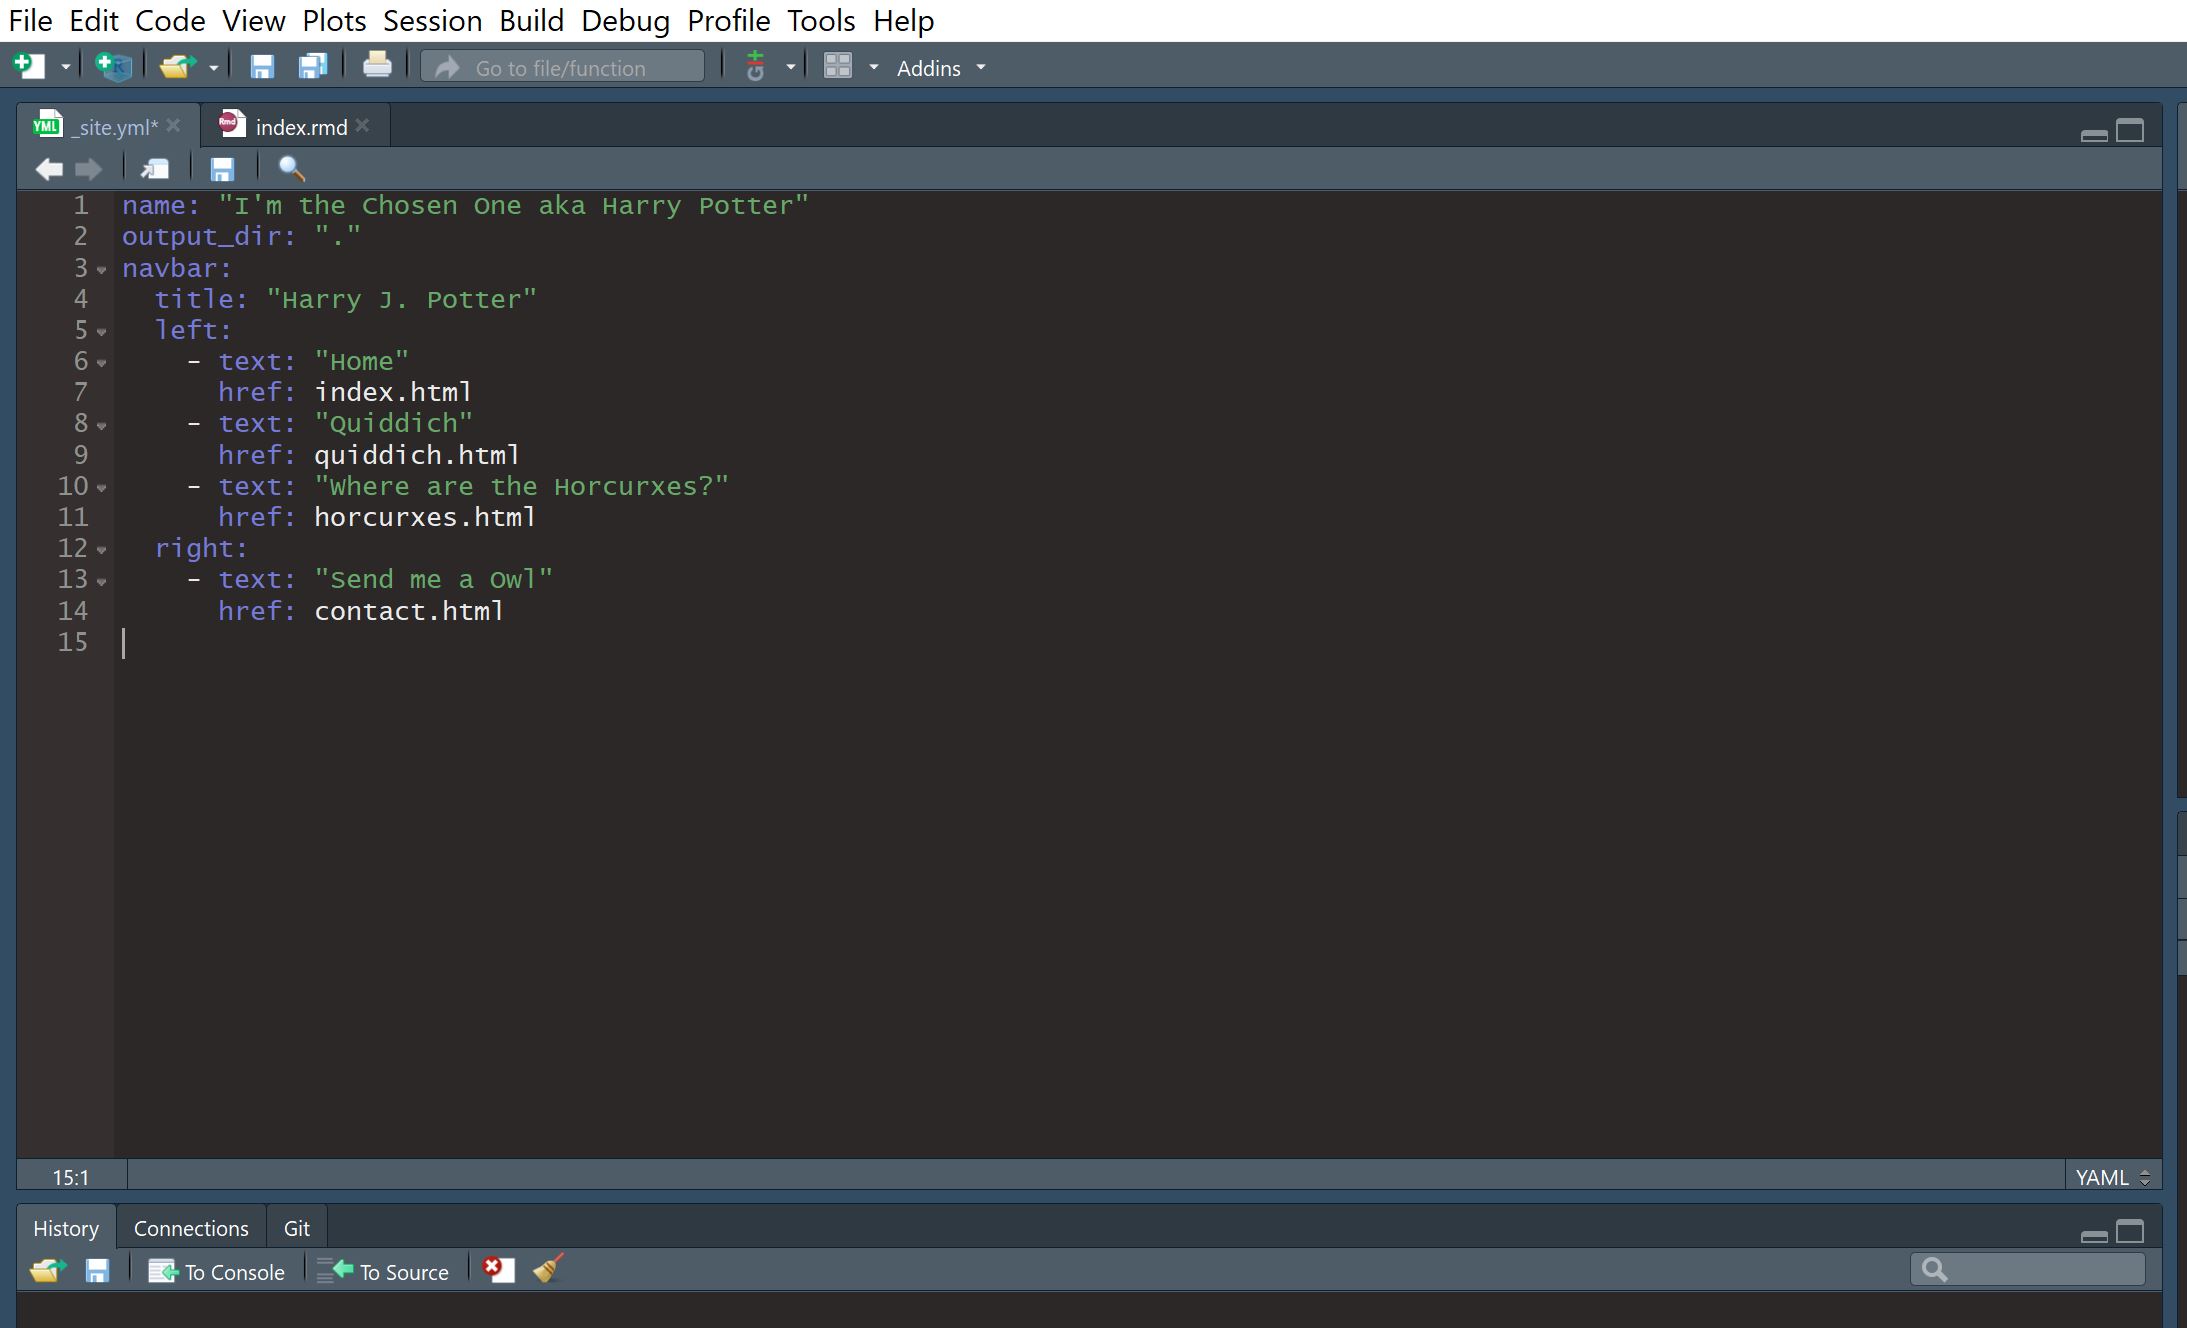 File Edit Code View Plots Session Build Debug Profile Tools Help
Go to file/function Git Addins
YML _site.yml* Rmd index.rmd
1 name: "I'm the Chosen One aka Harry Potter"
2 output_dir: "."
3 navbar:
4 title: "Harry J. Potter"
5 left:
6 - text: "Home"
7 href: index.html
8 - text: "Quiddich"
9 href: quiddich.html
10 - text: "Where are the Horcurxes?"
11 href: horcurxes.html
12 right:
13 - text: "Send me a Owl"
14 href: contact.html
15
15:1 YAML
History Connections Git
To Console To Source